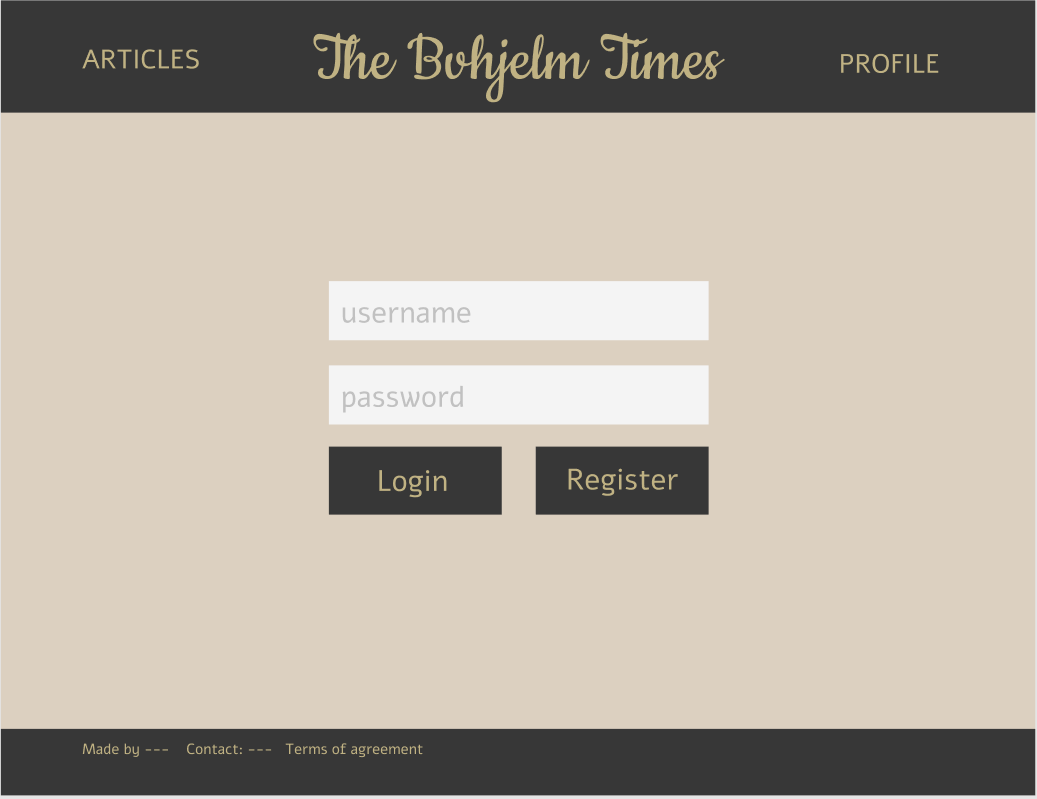 ARTICLES The Bohjelm Times PROFILE
username
password
Login Register
Made by --- Contact: --- Terms of agreement